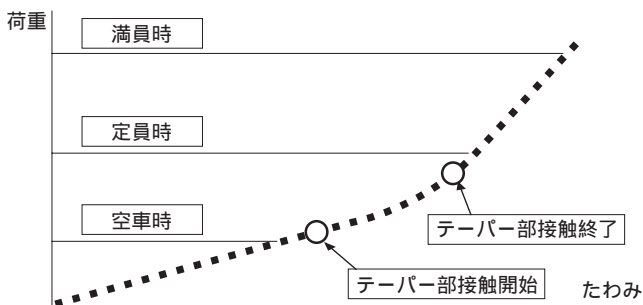 荷重
満員時
定員時
空車時
テーパー部接触終了
テーパー部接触開始
たわみ